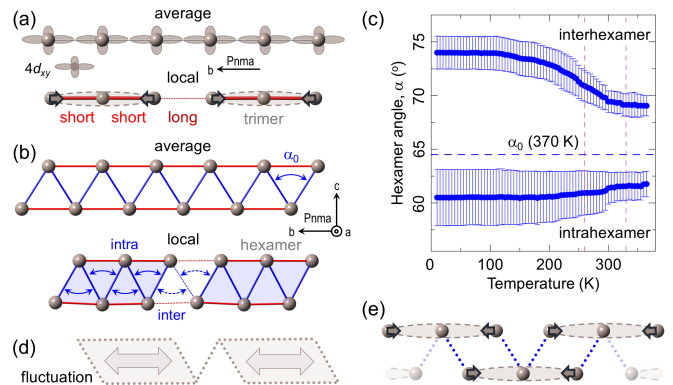 (a)
average
4dxy
local
b
Pnma
short
short
long
trimer
(b)
average
α0
c
Pnma
b
a
intra
local
hexamer
inter
(d)
fluctuation
(c)
Hexamer angle, α (°)
75
70
65
60
interhexamer
α0 (370 K)
intrahexamer
0
100
200
300
Temperature (K)
(e)